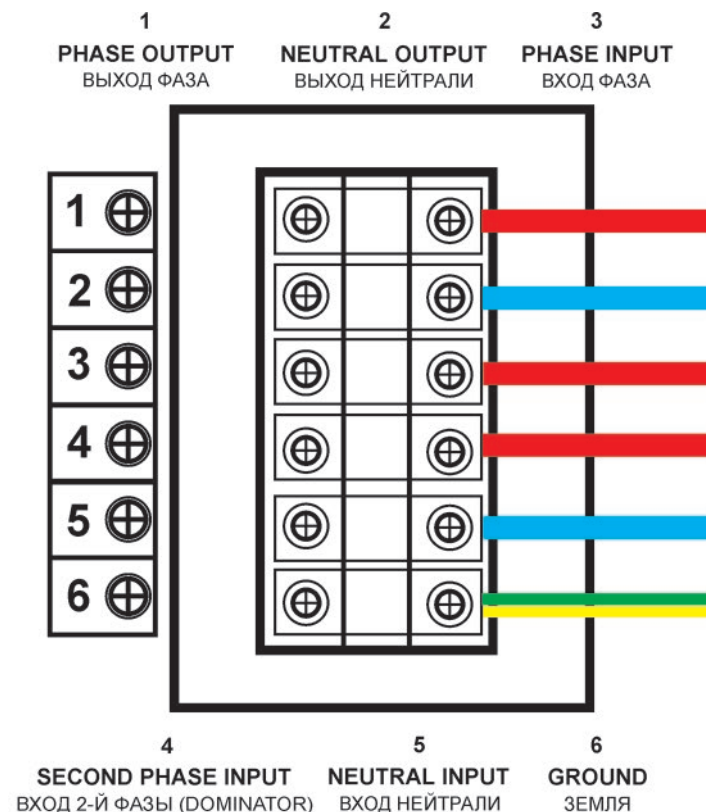 1
PHASE OUTPUT
ВЫХОД ФАЗА
2
NEUTRAL OUTPUT
ВЫХОД НЕЙТРАЛИ
3
PHASE INPUT
ВХОД ФАЗА
1
2
3
4
5
6
4
SECOND PHASE INPUT
ВХОД 2-Й ФАЗЫ (DOMINATOR)
5
NEUTRAL INPUT
ВХОД НЕЙТРАЛИ
6
GROUND
ЗЕМЛЯ